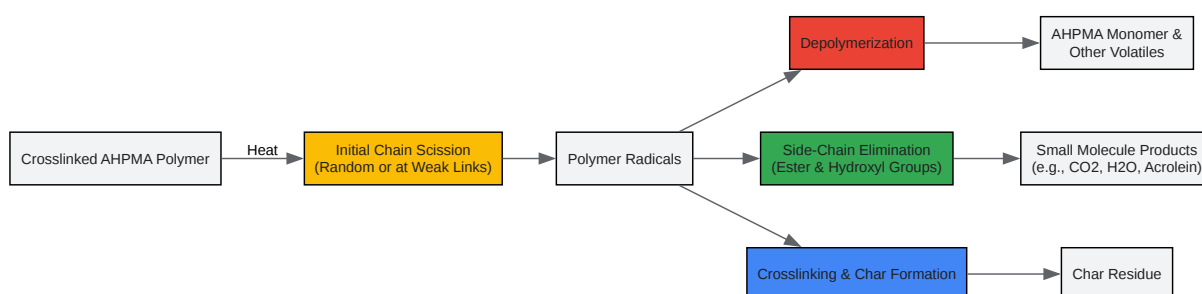 Depolymerization
AHPMA Monomer &
Other Volatiles
Crosslinked AHPMA Polymer
Heat
Initial Chain Scission
(Random or at Weak Links)
Polymer Radicals
Side-Chain Elimination
(Ester & Hydroxyl Groups)
Small Molecule Products
(e.g., CO2, H2O, Acrolein)
Crosslinking & Char Formation
Char Residue